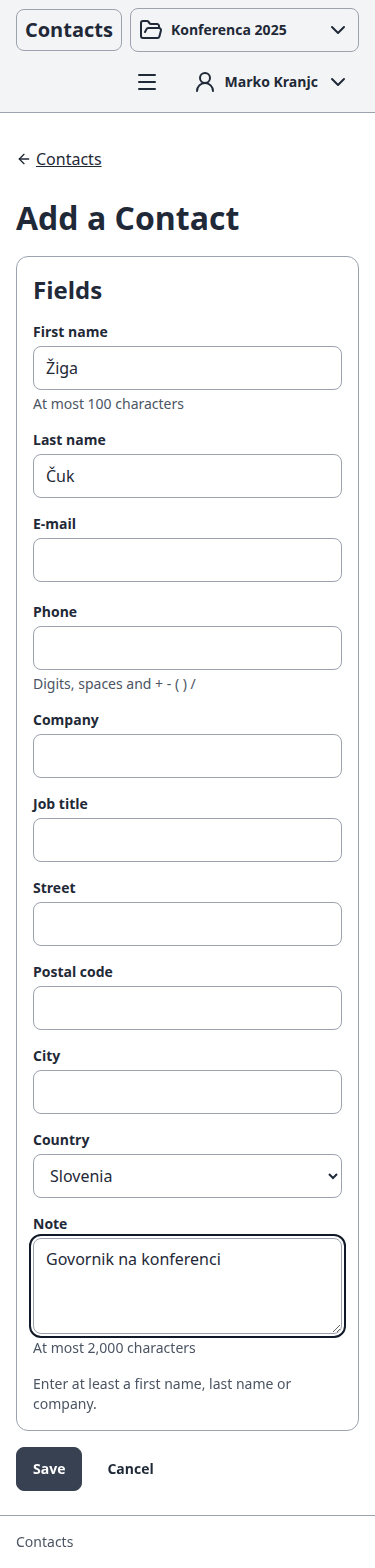 Contacts
Konferenca 2025
Marko Kranjc
Contacts
Add a Contact
Fields
First name
Žiga
At most 100 characters
Last name
Čuk
E-mail
Phone
Digits, spaces and + - ( ) /
Company
Job title
Street
Postal code
City
Country
Slovenia
Note
Govornik na konferenci
At most 2,000 characters
Enter at least a first name, last name or
company.
Save
Cancel
Contacts